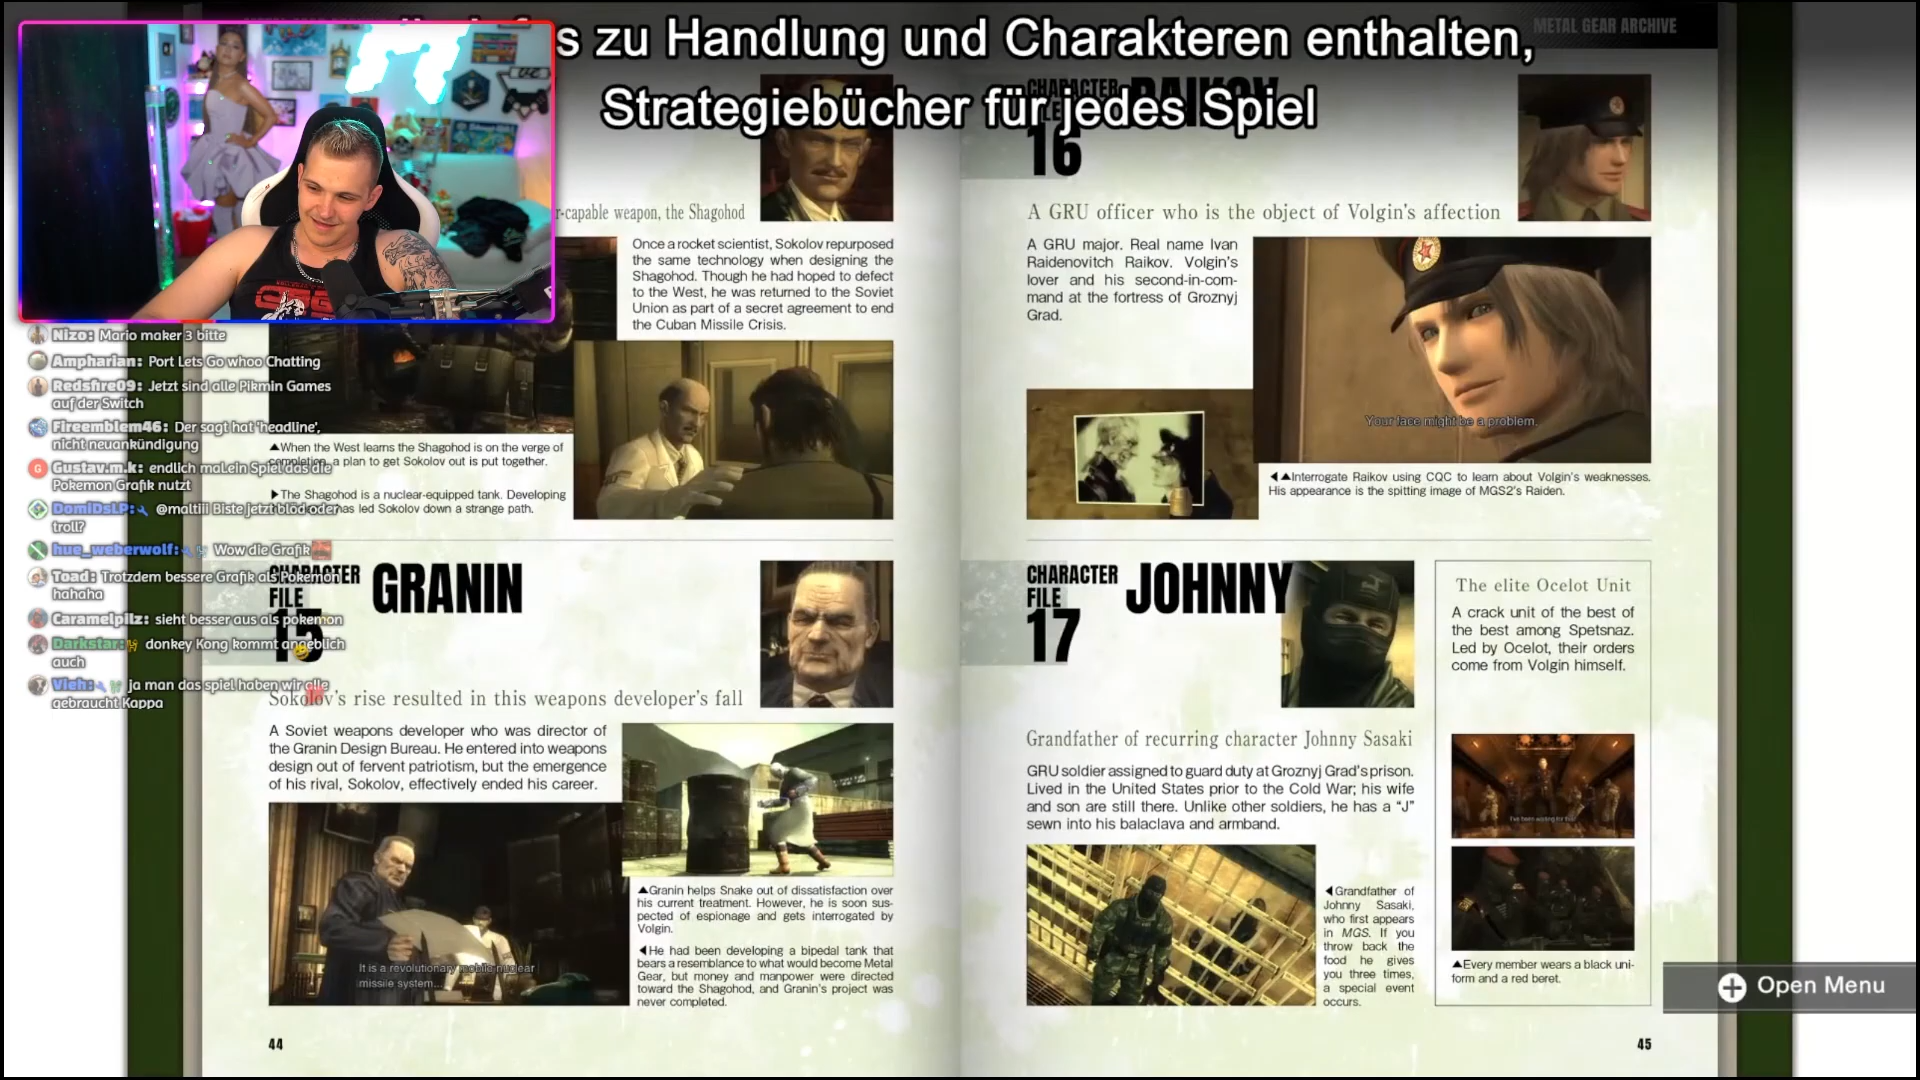 METAL GEAR ARCHIVE
s zu Handlung und Charakteren enthalten,
Strategiebücher für jedes Spiel
r-capable weapon, the Shagohod
Once a rocket scientist, Sokolov repurposed
the same technology when designing the
Shagohod. Though he had hoped to defect
to the West, he was returned to the Soviet
Union as part of a secret agreement to end
the Cuban Missile Crisis.
▲When the West learns the Shagohod is on the verge of
completion, a plan to get Sokolov out is put together.
▶The Shagohod is a nuclear-equipped tank. Developing
has led Sokolov down a strange path.
CHARACTER
FILE
15
GRANIN
Sokolov's rise resulted in this weapons developer's fall
A Soviet weapons developer who was director of
the Granin Design Bureau. He entered into weapons
design out of fervent patriotism, but the emergence
of his rival, Sokolov, effectively ended his career.
It is a revolutionary mobile nuclear
missile system...
▲Granin helps Snake out of dissatisfaction over
his current treatment. However, he is soon sus-
pected of espionage and gets interrogated by
Volgin.
◀He had been developing a bipedal tank that
bears a resemblance to what would become Metal
Gear, but money and manpower were directed
toward the Shagohod, and Granin's project was
never completed.
44
CHARACTER
FILE
16
RAIKOV
A GRU officer who is the object of Volgin's affection
A GRU major. Real name Ivan
Raidenovitch Raikov. Volgin's
lover and his second-in-com-
mand at the fortress of Groznyj
Grad.
Your face might be a problem.
◀▲Interrogate Raikov using CQC to learn about Volgin's weaknesses.
His appearance is the spitting image of MGS2's Raiden.
CHARACTER
FILE
17
JOHNNY
Grandfather of recurring character Johnny Sasaki
GRU soldier assigned to guard duty at Groznyj Grad's prison.
Lived in the United States prior to the Cold War; his wife
and son are still there. Unlike other soldiers, he has a “J”
sewn into his balaclava and armband.
◀Grandfather of
Johnny Sasaki,
who first appears
in MGS. If you
throw back the
food he gives
you three times,
a special event
occurs.
The elite Ocelot Unit
A crack unit of the best of
the best among Spetsnaz.
Led by Ocelot, their orders
come from Volgin himself.
I've been waiting for this
▲Every member wears a black uni-
form and a red beret.
45
Open Menu
Nizo: Mario maker 3 bitte
Ampharian: Port Lets Go whoo Chatting
Redsfire09: Jetzt sind alle Pikmin Games
auf der Switch
Fireemblem46: Der sagt hat 'headline',
nicht neuankündigung
G Gustav.m.k: endlich maLein Spiel das die
Pokemon Grafik nutzt
DomiDsLP: @maltiii Biste jetzt blöd oder
troll?
hue_weberwolf: Wow die Grafik
Toad: Trotzdem bessere Grafik als Pokemon
hahaha
Caramelpilz: sieht besser aus als pokemon
Darkstar: donkey Kong kommt angeblich
auch
Vieh: ja man das spiel haben wir alle
gebraucht Kappa